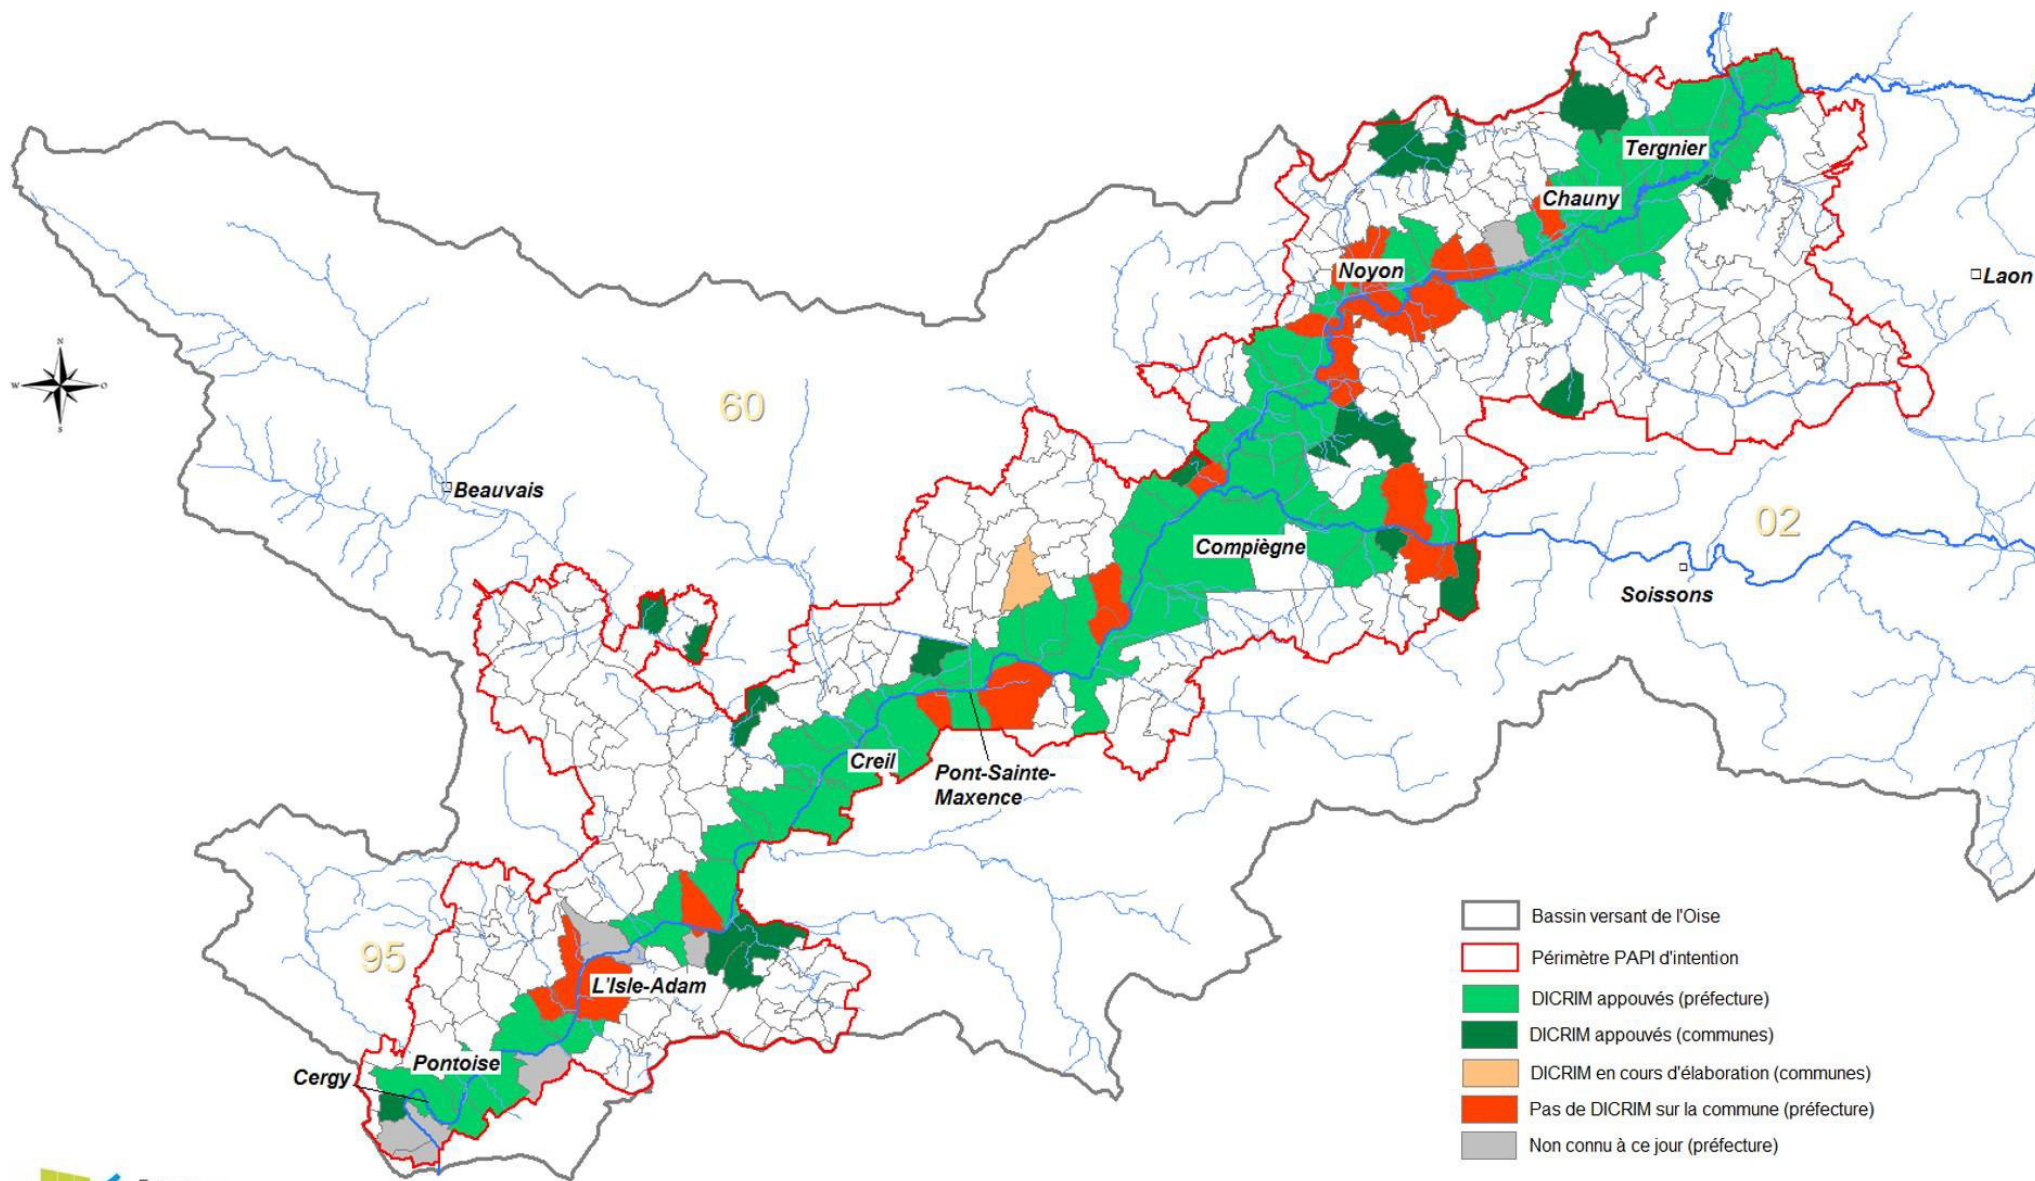 Tergnier
Chauny
Noyon
Laon
N
W
O
S
60
Beauvais
02
Compiègne
Soissons
Creil
Pont-Sainte-
Maxence
95
L'Isle-Adam
Pontoise
Cergy
Bassin versant de l'Oise
Périmètre PAPI d'intention
DICRIM appouvés (préfecture)
DICRIM appouvés (communes)
DICRIM en cours d'élaboration (communes)
Pas de DICRIM sur la commune (préfecture)
Non connu à ce jour (préfecture)